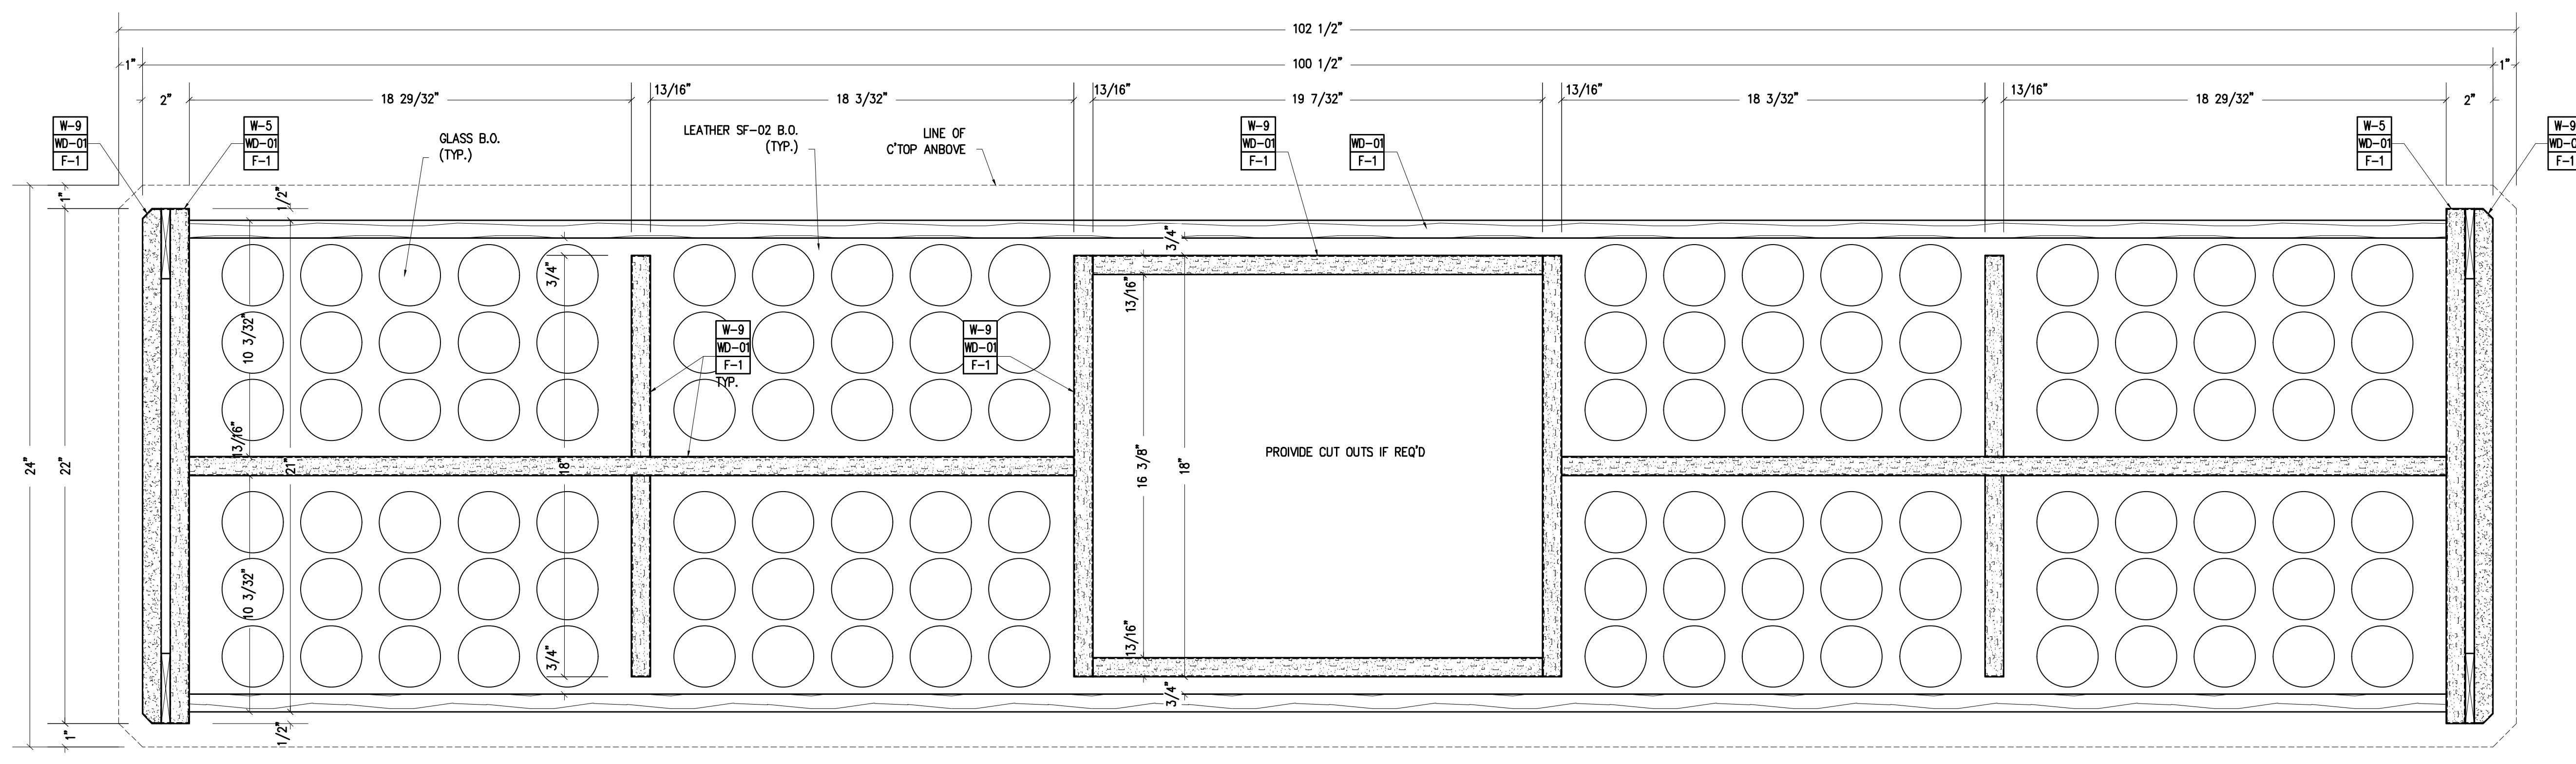 102 1/2"
1"
100 1/2"
1"
2"
18 29/32"
13/16"
18 3/32"
13/16"
19 7/32"
13/16"
18 3/32"
13/16"
18 29/32"
2"
W-9
WD-01
F-1
W-5
WD-01
F-1
GLASS B.O.
(TYP.)
LEATHER SF-02 B.O.
(TYP.)
LINE OF
C'TOP ANBOVE
W-9
WD-01
F-1
WD-01
F-1
W-5
WD-01
F-1
W-9
WD-0
F-1
1"
1/2"
3/4"
3/4"
13/16"
10 3/32"
W-9
WD-01
F-1
TYP.
W-9
WD-01
F-1
13/16"
24"
22"
21"
18"
16 3/8"
18"
PROIVIDE CUT OUTS IF REQ'D
10 3/32"
3/4"
13/16"
3/4"
1"
1/2"